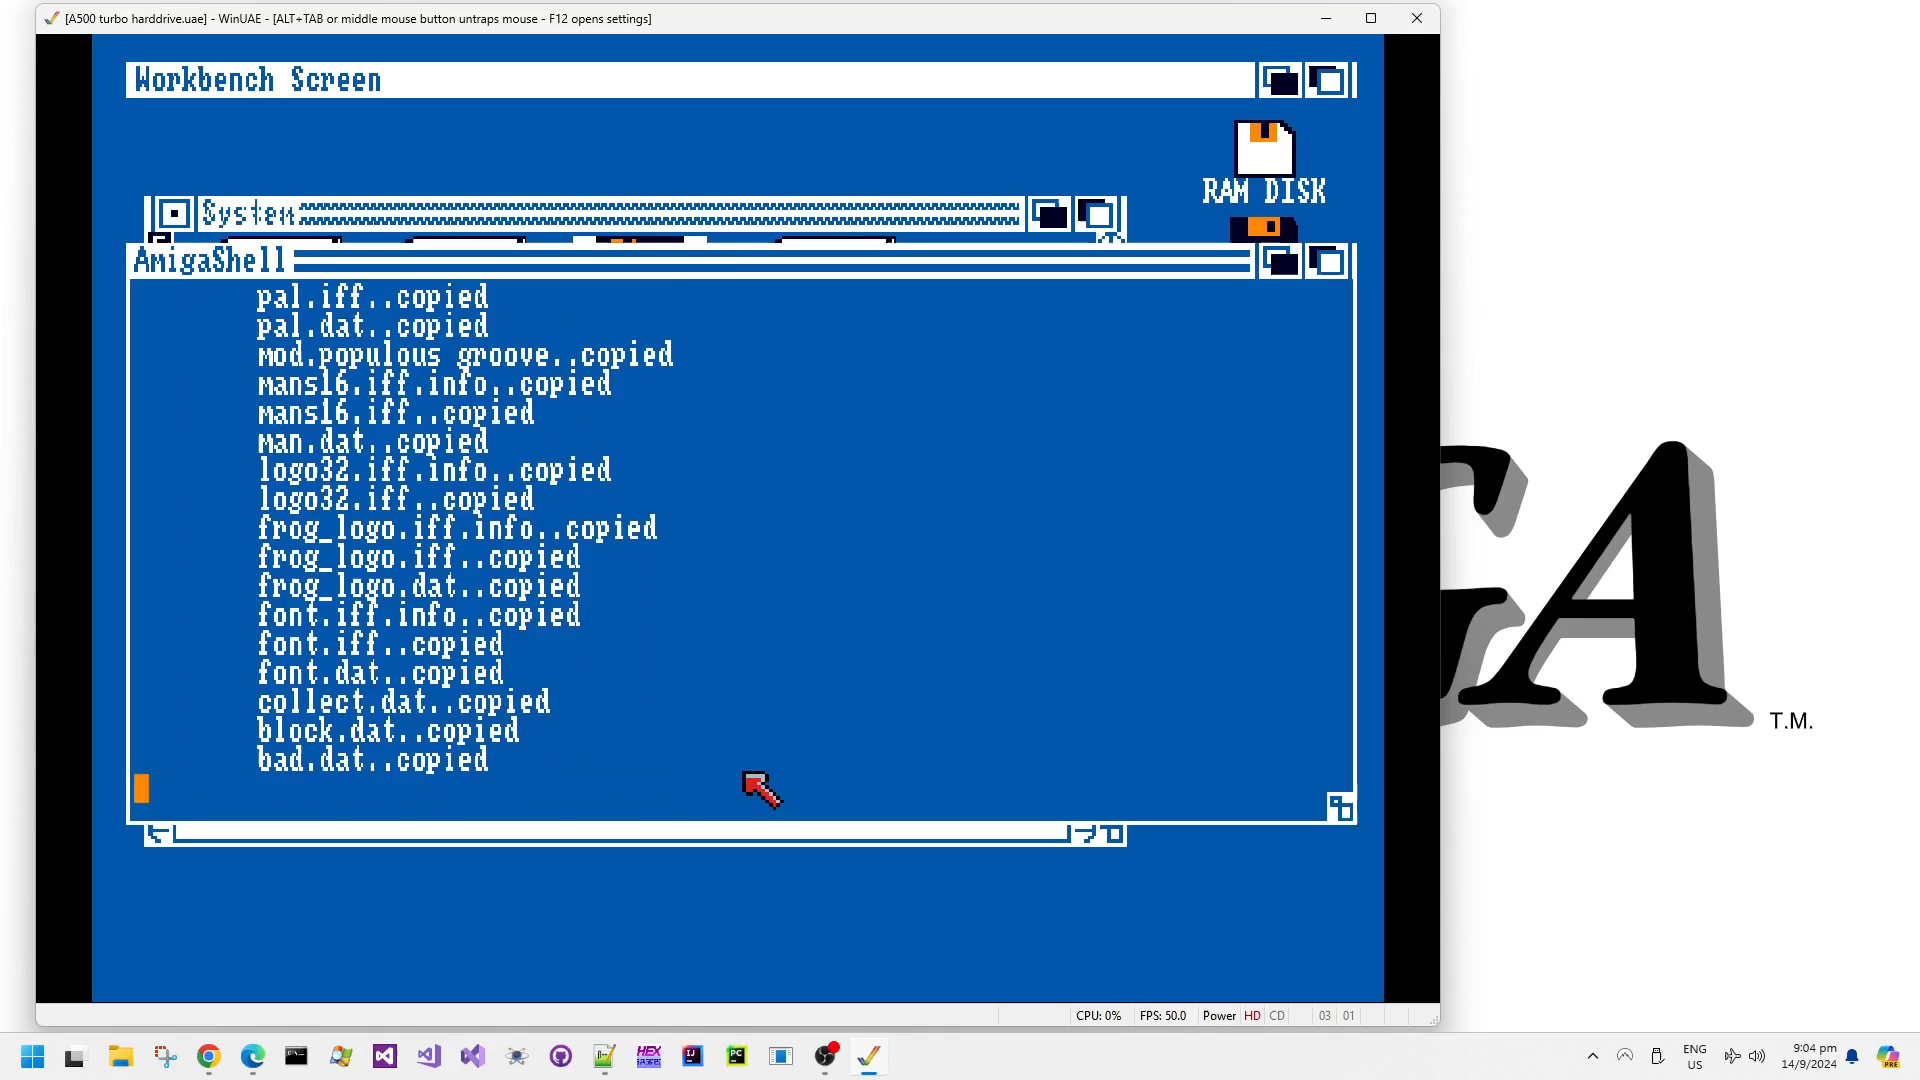 [A500 turbo harddrive.uae] - WinUAE - [ALT+TAB or middle mouse button untraps mouse - F12 opens settings]
Workbench Screen
RAM DISK
System
AmigaShell
pal.iff..copied
pal.dat..copied
mod.populous groove..copied
mans16.iff.info..copied
mans16.iff..copied
man.dat..copied
logo32.iff.info..copied
logo32.iff..copied
frog_logo.iff.info..copied
frog_logo.iff..copied
frog_logo.dat..copied
font.iff.info..copied
font.iff..copied
font.dat..copied
collect.dat..copied
block.dat..copied
bad.dat..copied
GA
T.M.
CPU: 0% FPS: 50.0 Power HD CD 03 01
HEX
IJ
PC
PRE
ENG
US
9:04 pm
14/9/2024